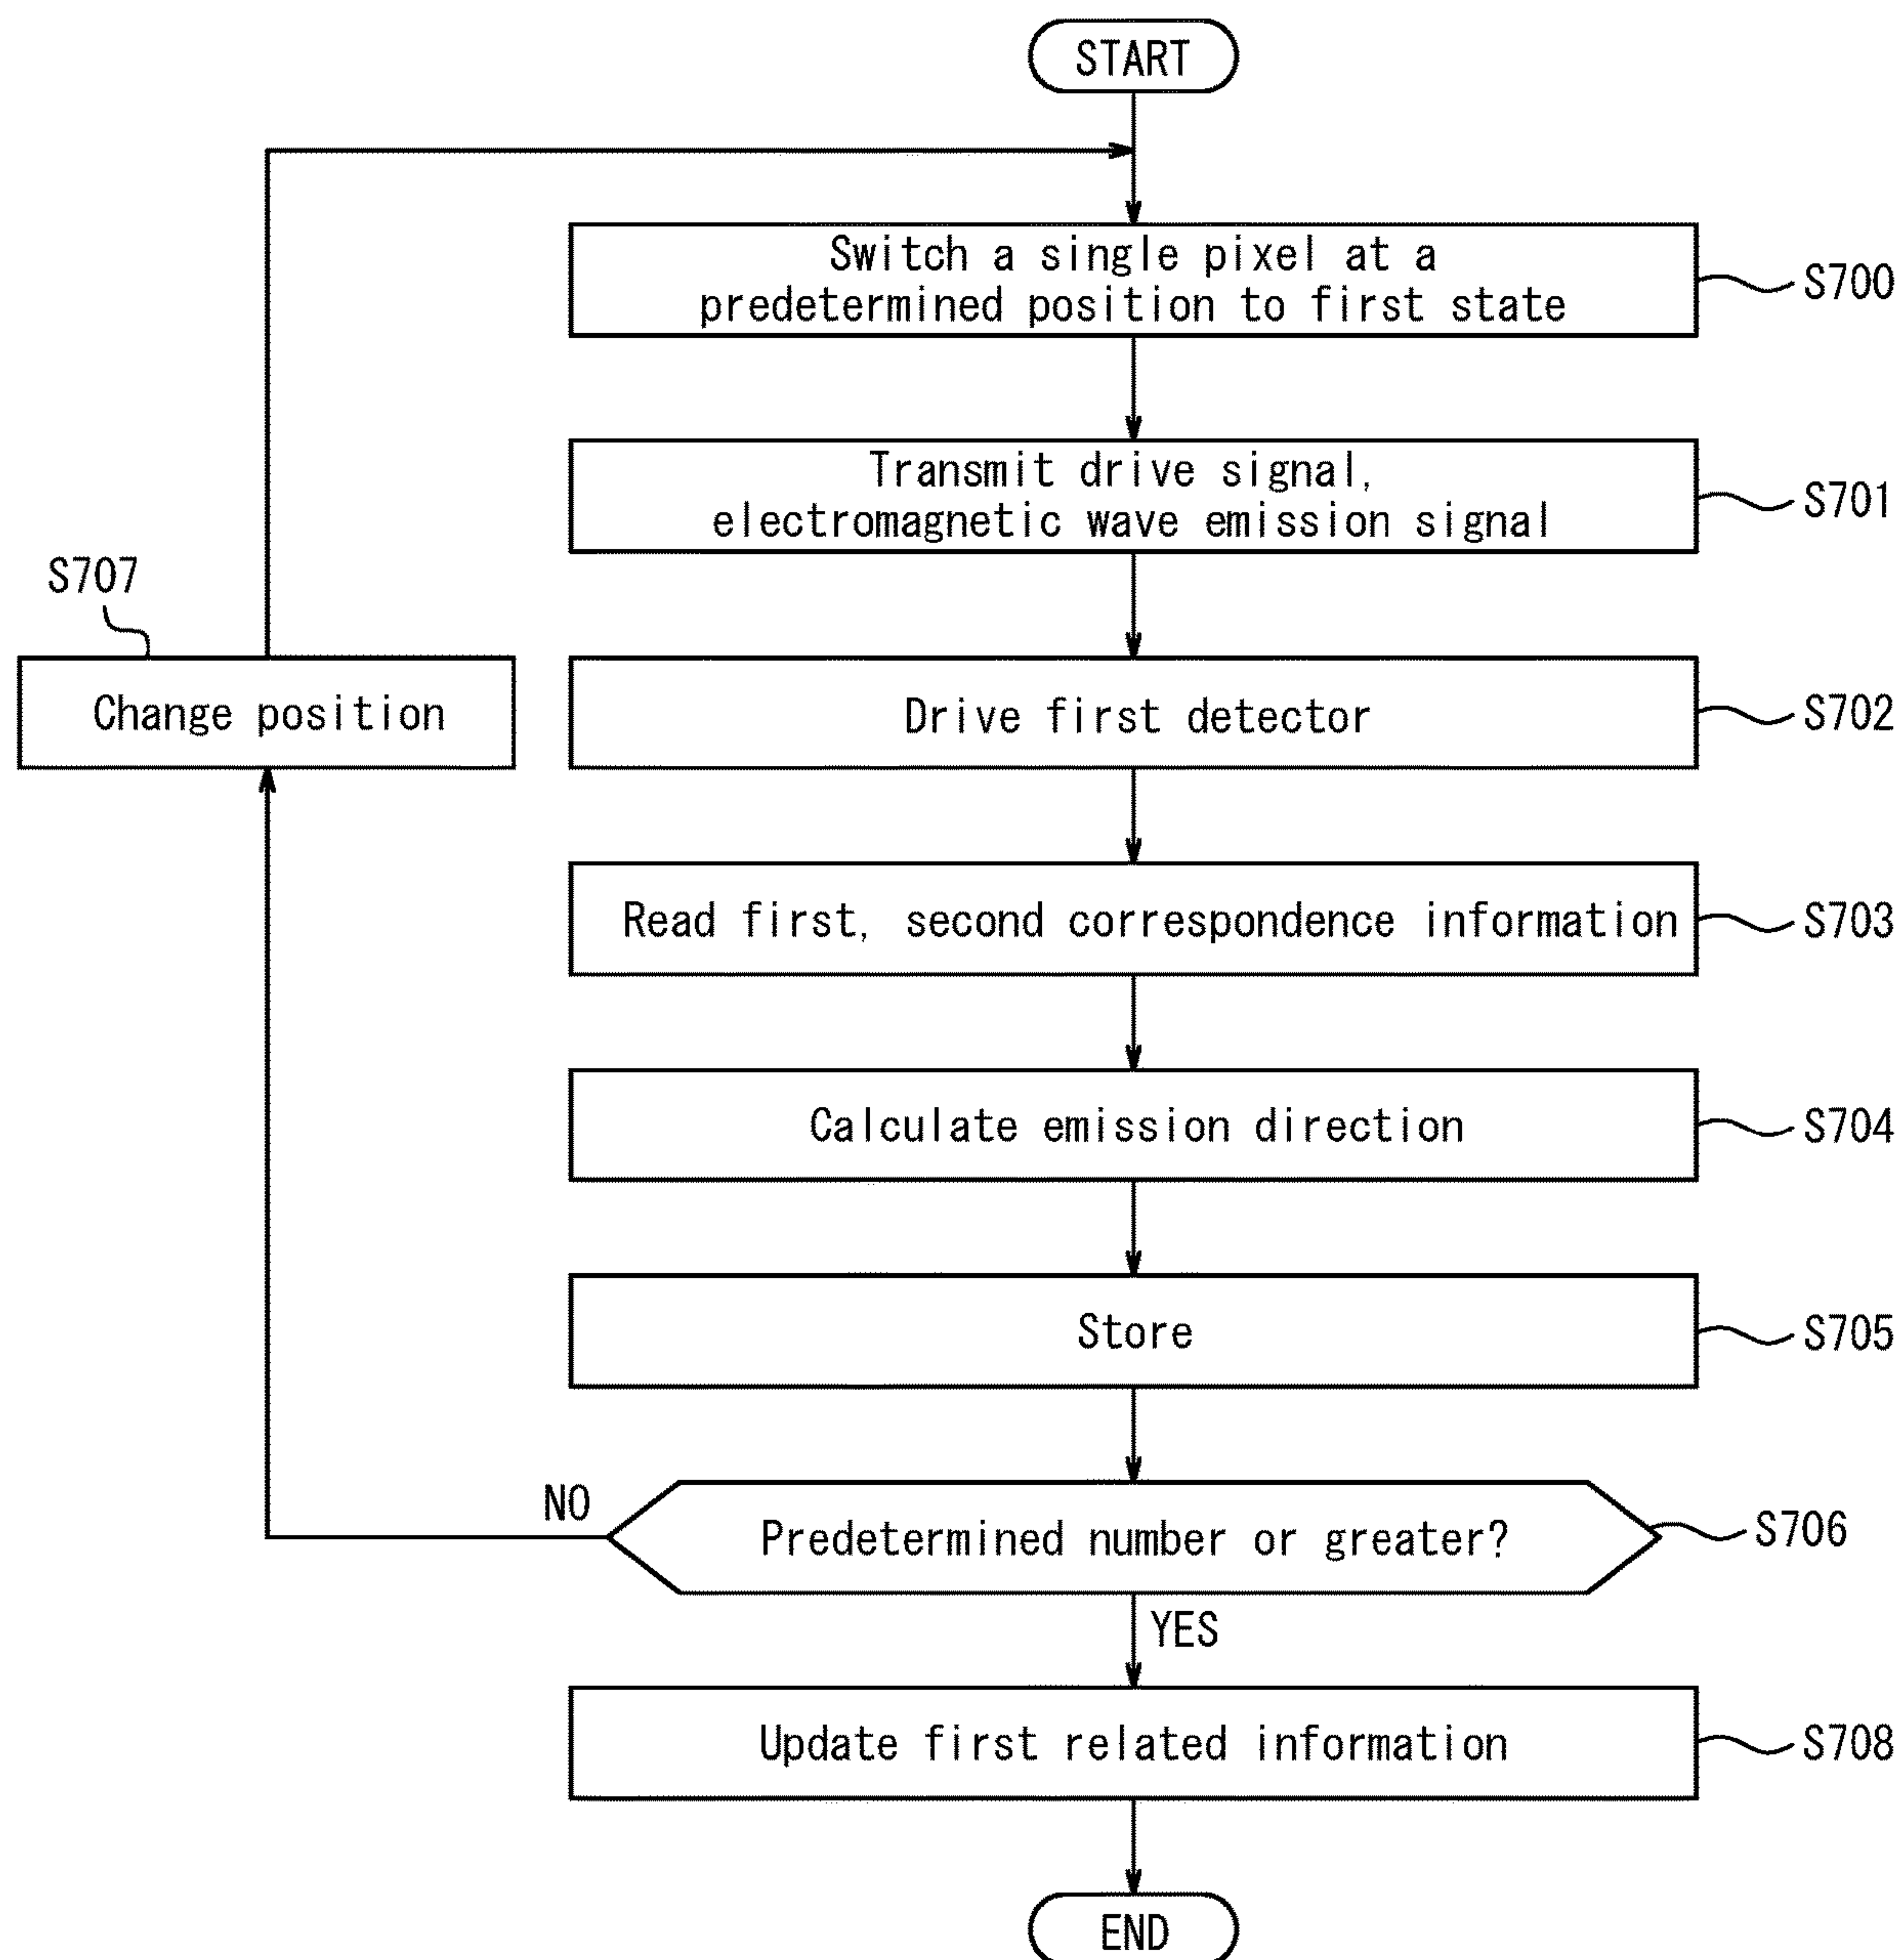 START
Switch a single pixel at a
predetermined position to first state
S700
Transmit drive signal,
electromagnetic wave emission signal
S701
S707
Change position
Drive first detector
S702
Read first, second correspondence information
S703
Calculate emission direction
S704
Store
S705
NO
Predetermined number or greater?
S706
YES
Update first related information
S708
END